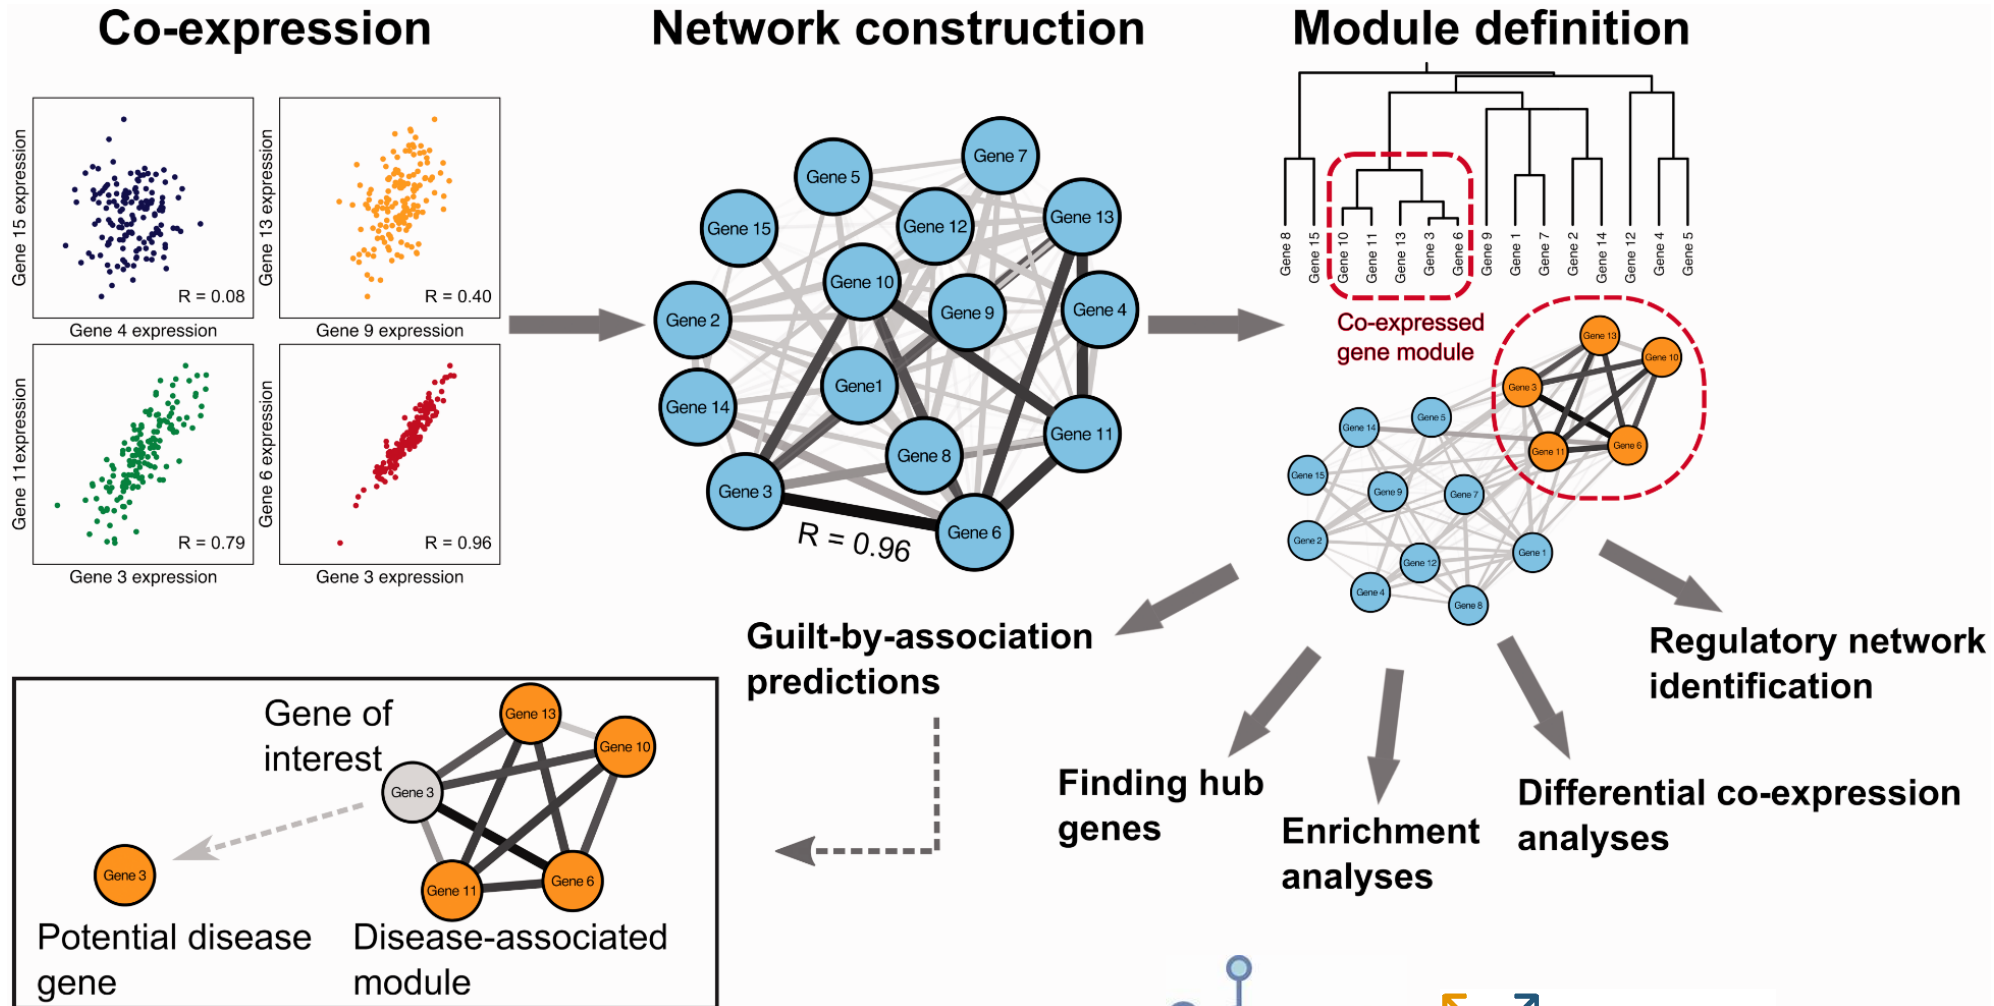 Co-expression
Network construction
Module definition
Gene 15 expression
R = 0.08
Gene 4 expression
Gene 13 expression
R = 0.40
Gene 9 expression
Gene 11expression
R = 0.79
Gene 3 expression
Gene 6 expression
R = 0.96
Gene 3 expression
Gene 7
Gene 5
Gene 13
Gene 15
Gene 12
Gene 10
Gene 9
Gene 4
Gene 2
Gene1
Gene 14
Gene 11
Gene 8
Gene 3
Gene 6
R = 0.96
Gene 8
Gene 15
Gene 10
Gene 11
Gene 13
Gene 3
Gene 6
Gene 9
Gene 1
Gene 7
Gene 2
Gene 14
Gene 12
Gene 4
Gene 5
Co-expressed
gene module
Gene 13
Gene 10
Gene 3
Gene 5
Gene 14
Gene 6
Gene 11
Gene 15
Gene 9
Gene 7
Gene 2
Gene 1
Gene 12
Gene 4
Gene 8
Guilt-by-association
predictions
Finding hub
genes
Enrichment
analyses
Differential co-expression
analyses
Regulatory network
identification
Gene of
interest
Gene 13
Gene 10
Gene 3
Gene 11
Gene 6
Gene 3
Potential disease
gene
Disease-associated
module